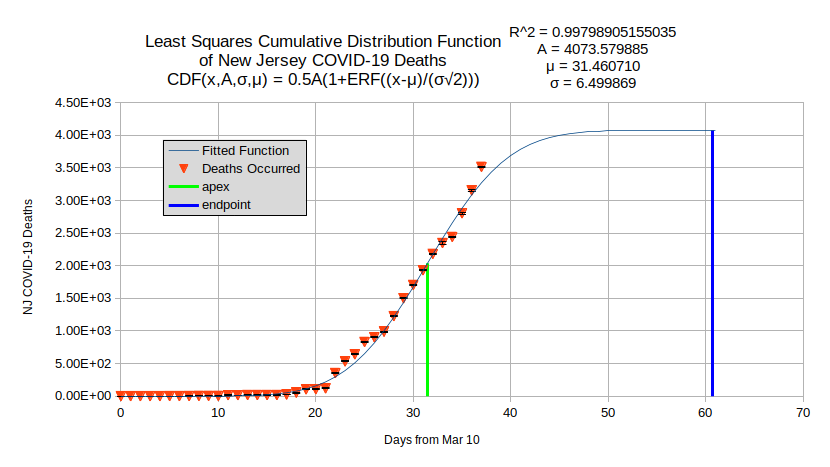 Least Squares Cumulative Distribution Function
of New Jersey COVID-19 Deaths
CDF(x,A,σ,μ) = 0.5A(1+ERF((x-μ)/(σ√2)))
R^2 = 0.99798905155035
A = 4073.579885
μ = 31.460710
σ = 6.499869
4.50E+03
4.00E+03
3.50E+03
3.00E+03
2.50E+03
2.00E+03
1.50E+03
1.00E+03
5.00E+02
0.00E+00
NJ COVID-19 Deaths
Fitted Function
Deaths Occurred
apex
endpoint
0 10 20 30 40 50 60 70
Days from Mar 10